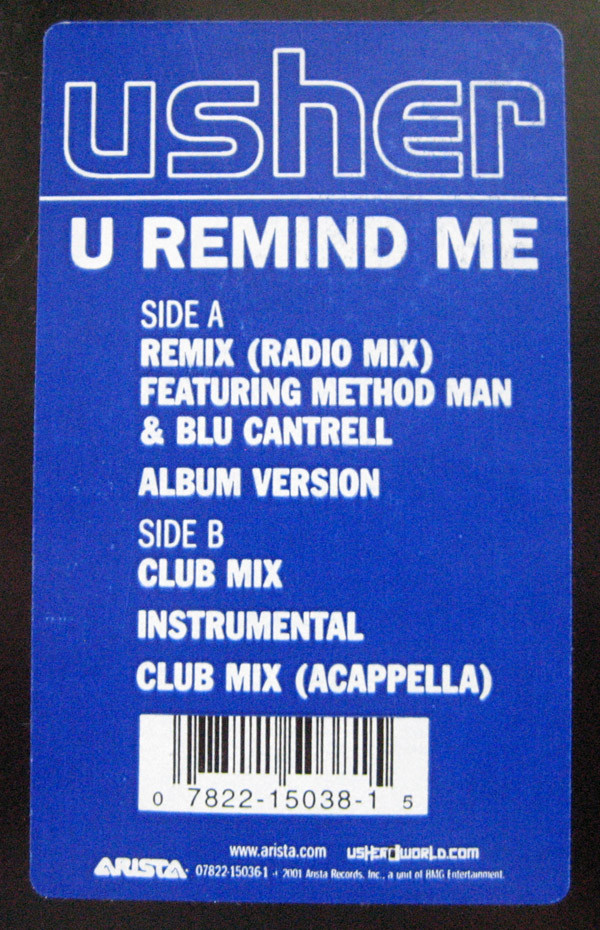 usher
U REMIND ME
SIDE A
REMIX (RADIO MIX)
FEATURING METHOD MAN
& BLU CANTRELL
ALBUM VERSION
SIDE B
CLUB MIX
INSTRUMENTAL
CLUB MIX (ACAPPELLA)
0 7822-15038-1 5
www.arista.com usherworld.com
ARISTA 07822-15036-1 2001 Arista Records, Inc., a unit of BMG Entertainment.